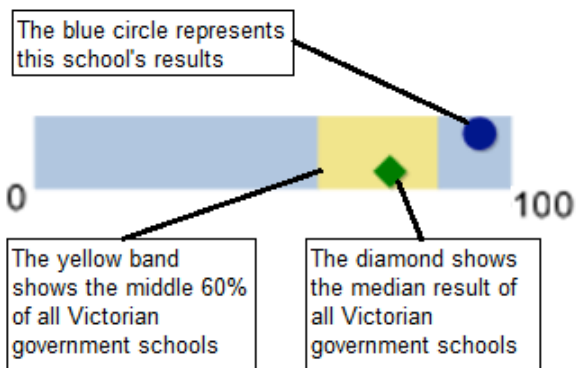 The blue circle represents
this school's results
0
100
The yellow band
shows the middle 60%
of all Victorian
government schools
The diamond shows
the median result of
all Victorian
government schools